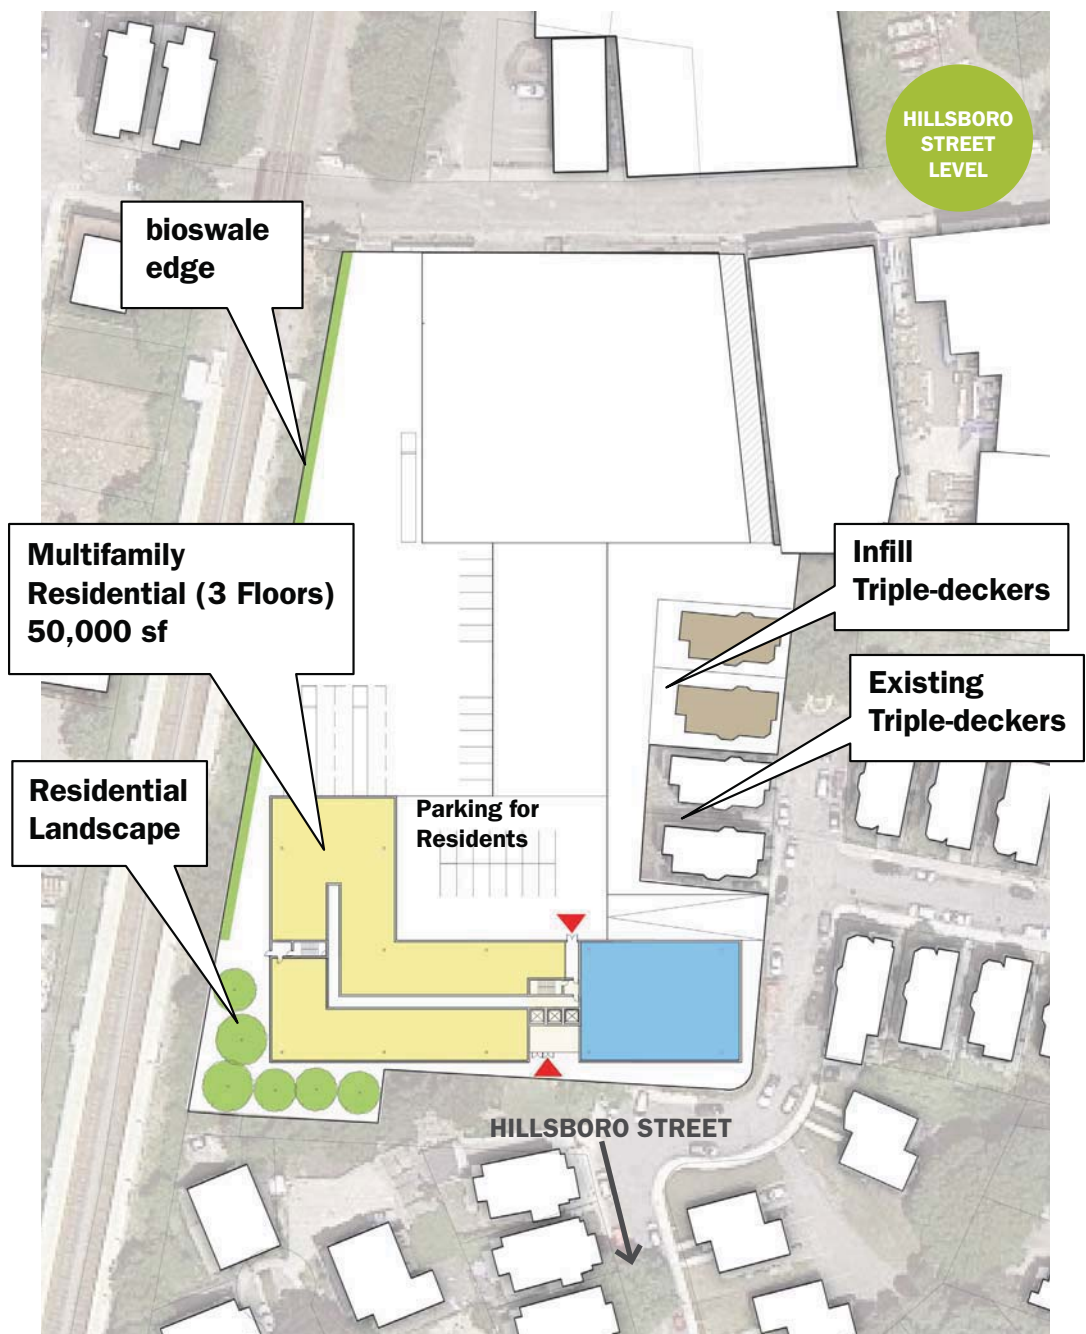 HILLSBORO
STREET
LEVEL
bioswale
edge
Multifamily
Residential (3 Floors)
50,000 sf
Infill
Triple-deckers
Existing
Triple-deckers
Residential
Landscape
Parking for
Residents
HILLSBORO STREET